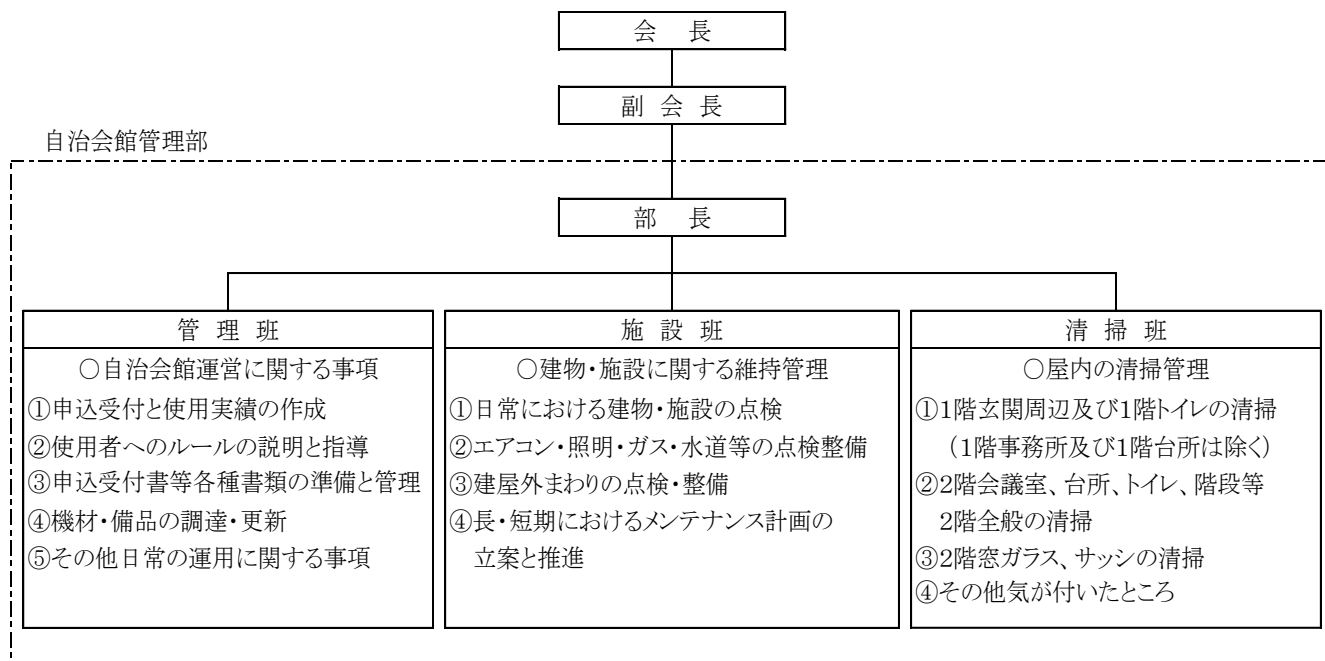 会　長
副 会 長
自治会館管理部
部　長
管 理 班
○自治会館運営に関する事項
①申込受付と使用実績の作成
②使用者へのルールの説明と指導
③申込受付書等各種書類の準備と管理
④機材・備品の調達・更新
⑤その他日常の運用に関する事項
施 設 班
○建物・施設に関する維持管理
①日常における建物・施設の点検
②エアコン・照明・ガス・水道等の点検整備
③建屋外まわりの点検・整備
④長・短期におけるメンテナンス計画の
立案と推進
清 掃 班
○屋内の清掃管理
①1階玄関周辺及び1階トイレの清掃
（1階事務所及び1階台所は除く）
②2階会議室、台所、トイレ、階段等
2階全般の清掃
③2階窓ガラス、サッシの清掃
④その他気が付いたところ